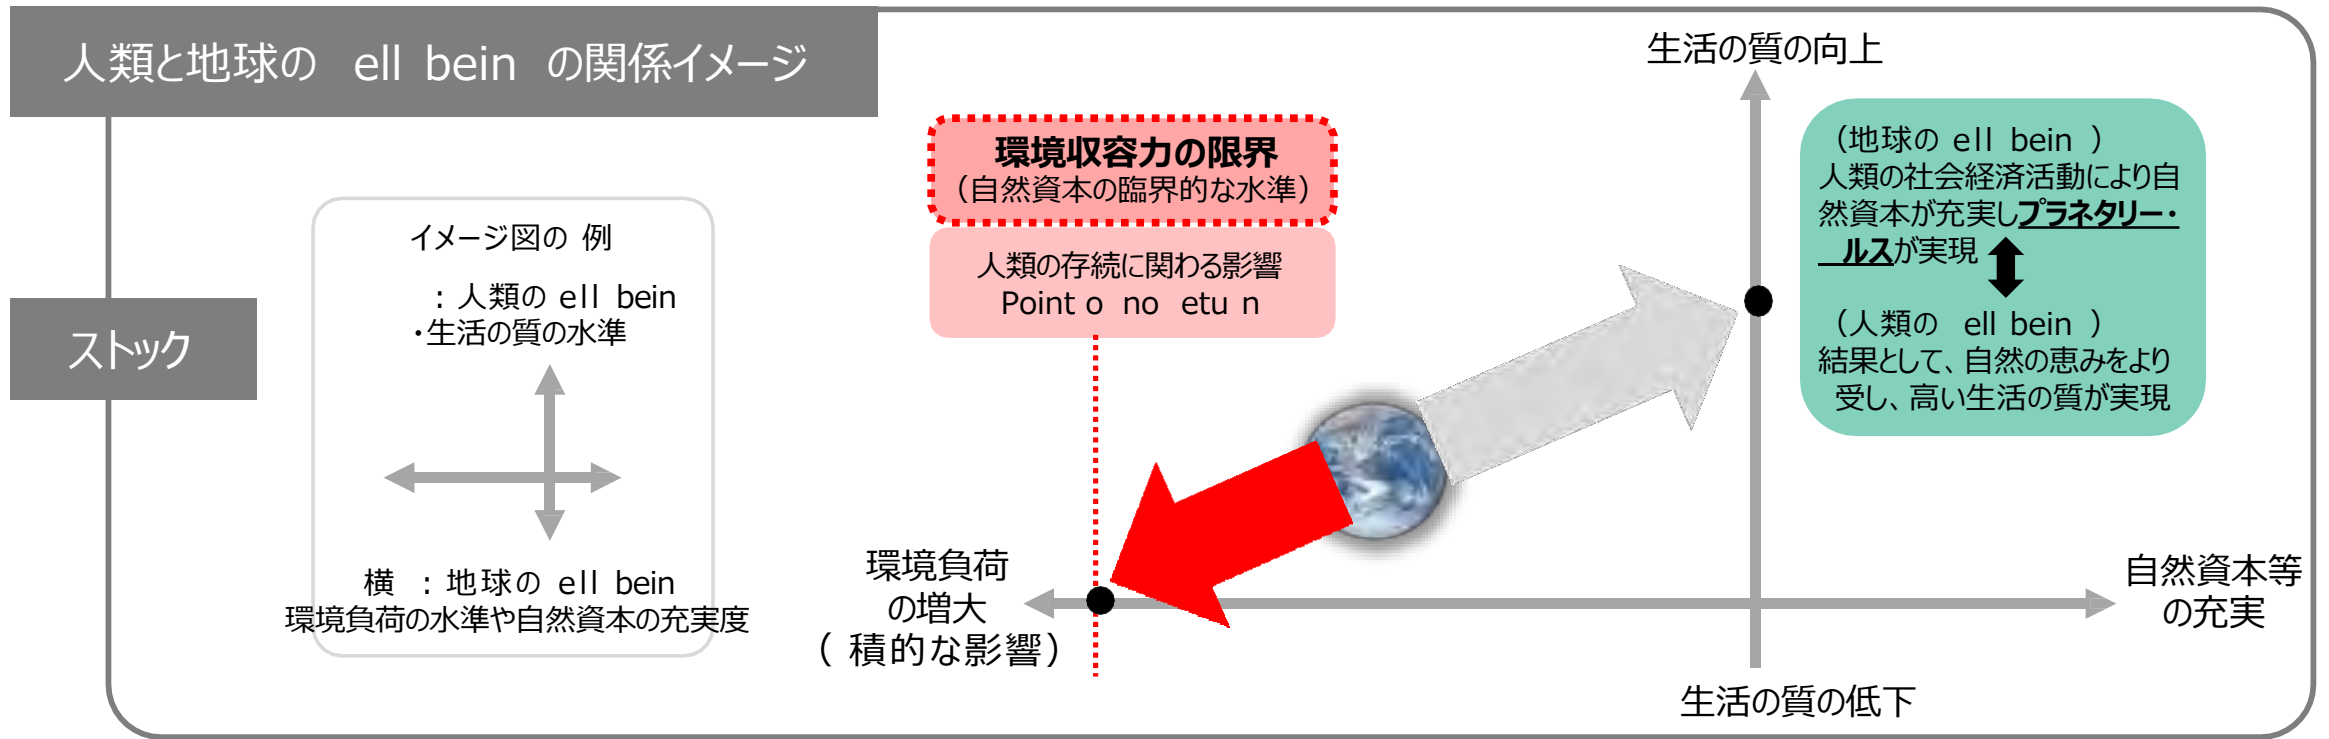 人類と地球の ell bein の関係イメージ
ストック
イメージ図の 例
：人類の ell bein
・生活の質の水準
横 ：地球の ell bein
環境負荷の水準や自然資本の充実度
環境収容力の限界
（自然資本の臨界的な水準）
人類の存続に関わる影響
Point o no etu n
環境負荷
の増大
（ 積的な影響）
生活の質の向上
生活の質の低下
自然資本等
の充実
（地球の ell bein ）
人類の社会経済活動により自
然資本が充実しプラネタリー・
ルスが実現
（人類の ell bein ）
結果として、自然の恵みをより
受し、高い生活の質が実現